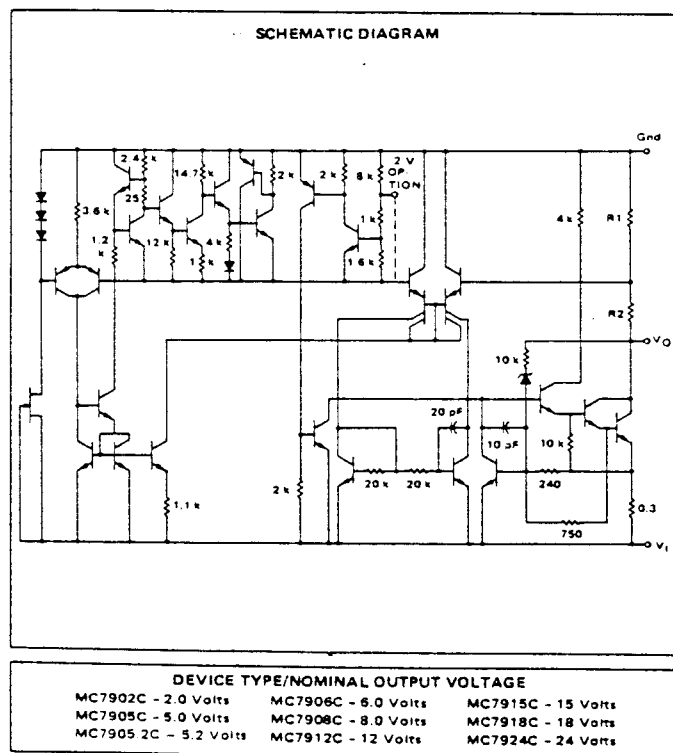 SCHEMATIC DIAGRAM
Gnd
2.4 k
14.7 k
2 k
2 k
8 k
2 V
OP-
TION
3.6 k
25
4 k
R1
1 k
1.2 k
12 k
4 k
1 k
1.6 k
R2
VO
10 k
20 pF
10 pF
10 k
2 k
20 k
20 k
240
1.1 k
0.3
750
VI
DEVICE TYPE/NOMINAL OUTPUT VOLTAGE
MC7902C – 2.0 Volts MC7906C – 6.0 Volts MC7915C – 15 Volts
MC7905C – 5.0 Volts MC7908C – 8.0 Volts MC7918C – 18 Volts
MC7905.2C – 5.2 Volts MC7912C – 12 Volts MC7924C – 24 Volts